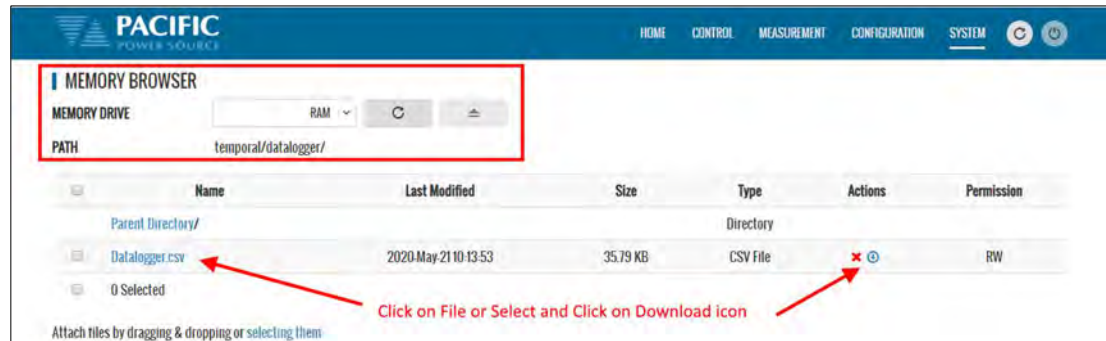 PACIFIC
POWER SOURCE
HOME CONTROL MEASUREMENT CONFIGURATION SYSTEM
MEMORY BROWSER
MEMORY DRIVE RAM
PATH temporal/datalogger/
Name Last Modified Size Type Actions Permission
Parent Directory/ Directory
Datalogger.csv 2020-May-21 10-13-53 35.79 KB CSV File RW
0 Selected
Click on File or Select and Click on Download icon
Attach files by dragging & dropping or selecting them